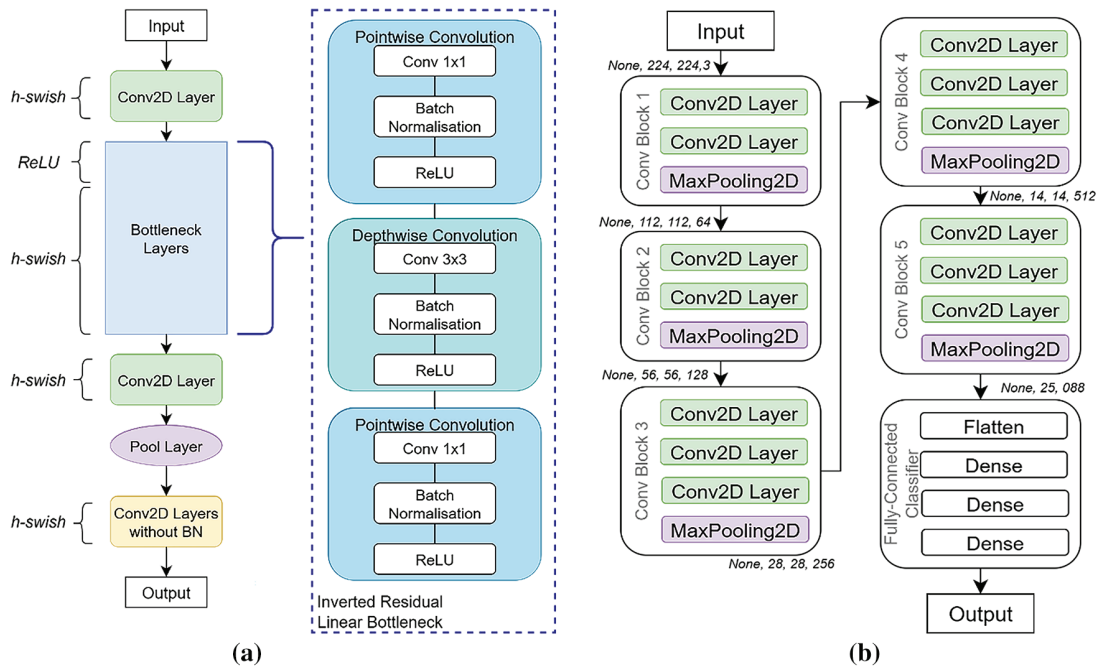 Input
h-swish
Conv2D Layer
ReLU
h-swish
Bottleneck
Layers
h-swish
Conv2D Layer
Pool Layer
h-swish
Conv2D Layers
without BN
Output
Pointwise Convolution
Conv 1x1
Batch
Normalisation
ReLU
Depthwise Convolution
Conv 3x3
Batch
Normalisation
ReLU
Pointwise Convolution
Conv 1x1
Batch
Normalisation
ReLU
Inverted Residual
Linear Bottleneck
(a)
Input
None, 224, 224,3
Conv Block 1
Conv2D Layer
Conv2D Layer
MaxPooling2D
None, 112, 112, 64
Conv Block 2
Conv2D Layer
Conv2D Layer
MaxPooling2D
None, 56, 56, 128
Conv Block 3
Conv2D Layer
Conv2D Layer
Conv2D Layer
MaxPooling2D
None, 28, 28, 256
Conv Block 4
Conv2D Layer
Conv2D Layer
Conv2D Layer
MaxPooling2D
None, 14, 14, 512
Conv Block 5
Conv2D Layer
Conv2D Layer
Conv2D Layer
MaxPooling2D
None, 25, 088
Fully-Connected
Classifier
Flatten
Dense
Dense
Dense
Output
(b)